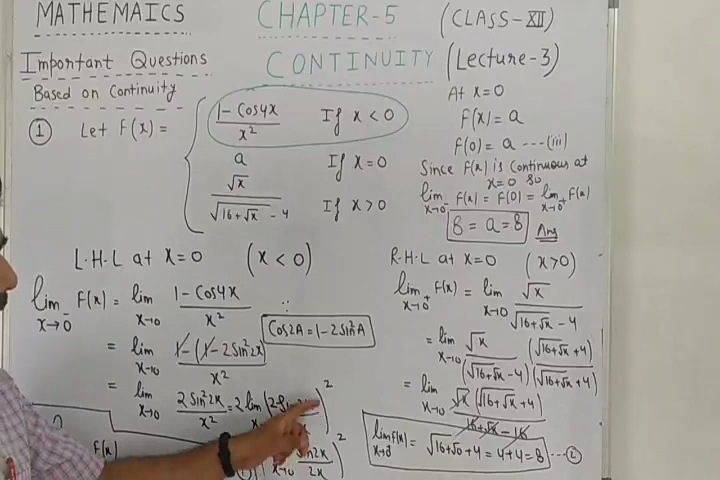 MATHEMAICS
CHAPTER-5
(CLASS-XII)
Important Questions
CONTINUITY
(Lecture-3)
Based on Continuity
① Let F(x) =
1-Cos4x / x² If x < 0
a If x=0
√x / √16+√x - 4 If x > 0
At x=0
F(x) = a
F(0) = a ---(iii)
Since F(x) is Continuous at
x=0 so
lim x→0⁻ F(x) = F(0) = lim x→0⁺ F(x)
8 = a = 8 Ans
L.H.L at x=0 (x < 0)
lim x→0⁻ F(x) = lim x→0 1-Cos4x / x²
∵ Cos2A = 1-2Sin²A
= lim x→0 1-(1-2Sin²2x) / x²
= lim x→0 2Sin²2x / x² = 2 lim
R.H.L at x=0 (x>0)
lim x→0⁺ F(x) = lim x→0 √x / √16+√x - 4
= lim x→0 √x (√16+√x + 4) / (√16+√x - 4) (√16+√x + 4)
= lim x→0 √x (√16+√x + 4) / 16+√x - 16
lim x→0 f(x) = √16+√0 + 4 = 4+4 = 8 ---②
F(x)
Sin2x / 2x )²